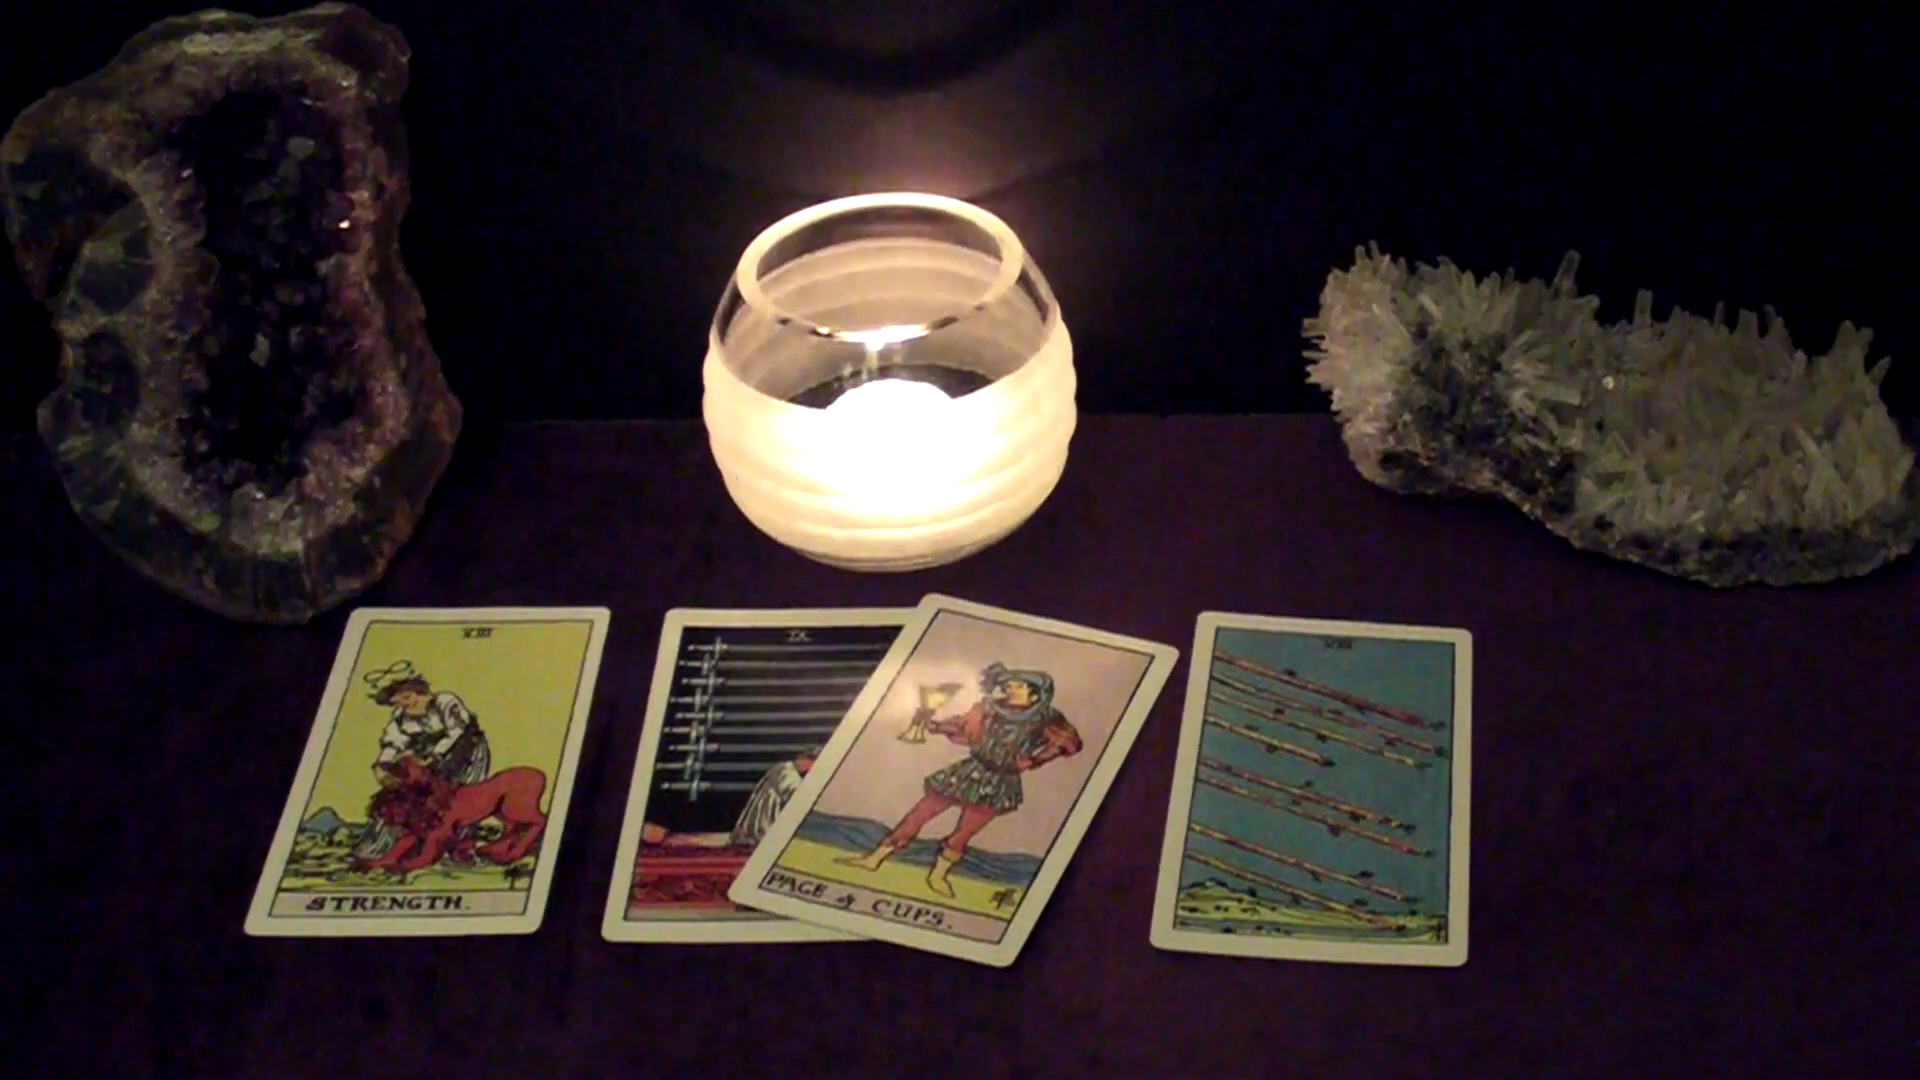 VIII
STRENGTH.
IX
PAGE of CUPS.
VIII